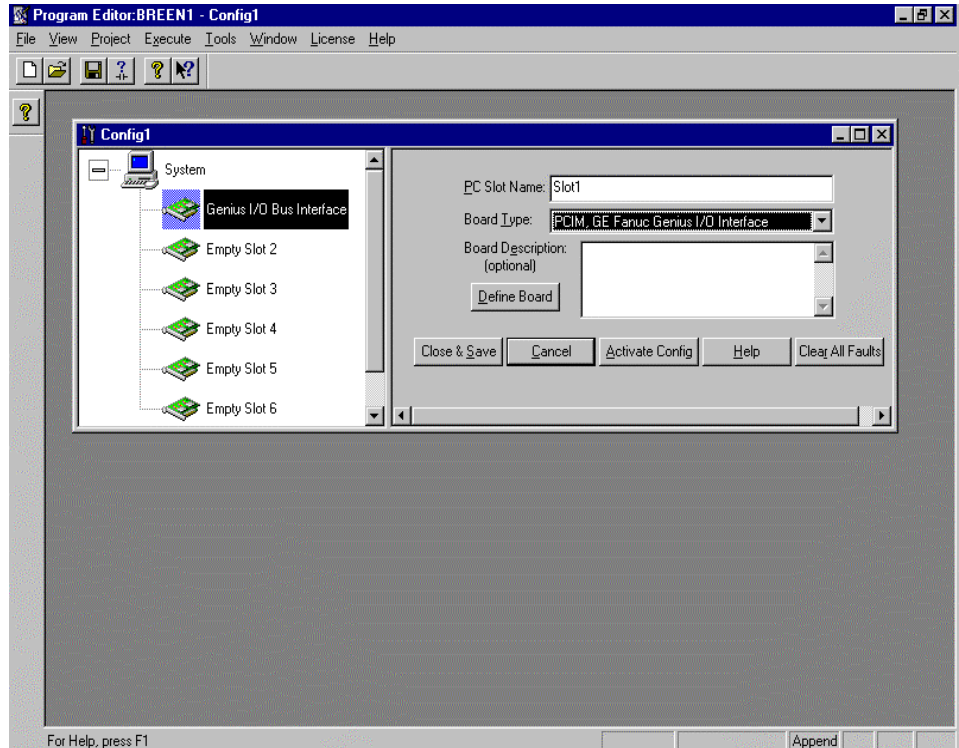 Program Editor:BREEN1 - Config1
File View Project Execute Tools Window License Help
Config1
System
Genius I/O Bus Interface
Empty Slot 2
Empty Slot 3
Empty Slot 4
Empty Slot 5
Empty Slot 6
PC Slot Name: Slot1
Board Type: PCIM, GE Fanuc Genius I/O Interface
Board Description:
(optional)
Define Board
Close & Save Cancel Activate Config Help Clear All Faults
For Help, press F1 Append